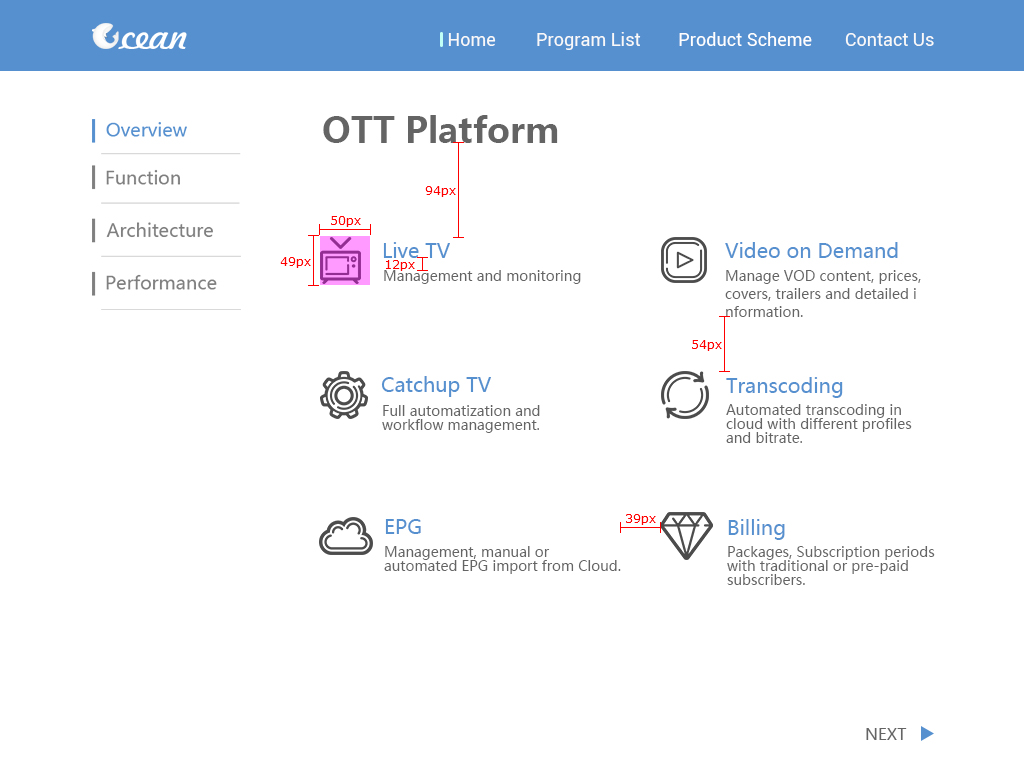 Ocean
Home Program List Product Scheme Contact Us
Overview
Function
Architecture
Performance
OTT Platform
94px
50px
49px
12px
Live TV
Management and monitoring
Video on Demand
Manage VOD content, prices,
covers, trailers and detailed i
nformation.
54px
Catchup TV
Full automatization and
workflow management.
Transcoding
Automated transcoding in
cloud with different profiles
and bitrate.
EPG
Management, manual or
automated EPG import from Cloud.
39px
Billing
Packages, Subscription periods
with traditional or pre-paid
subscribers.
NEXT